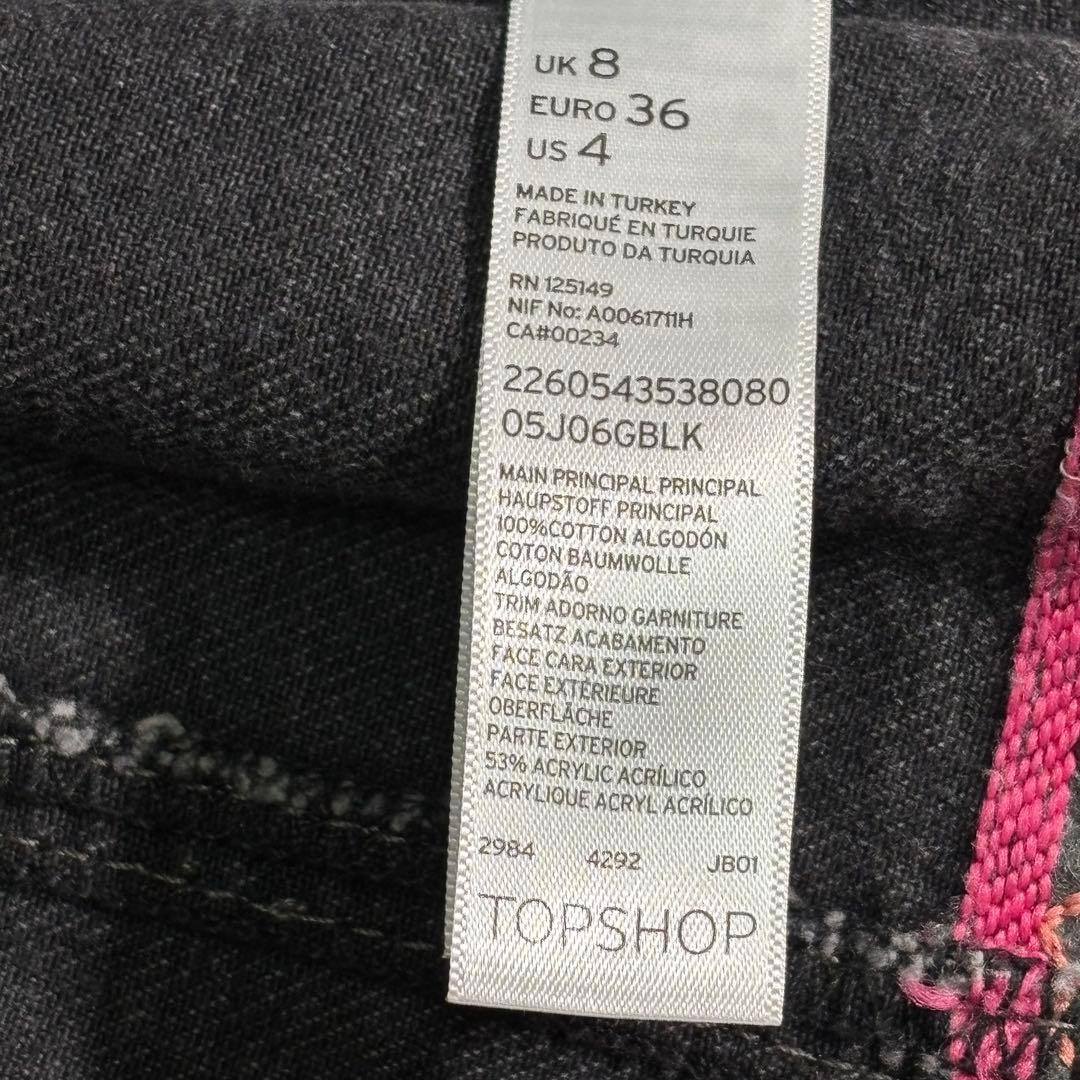 UK 8
EURO 36
US 4
MADE IN TURKEY
FABRIQUÉ EN TURQUIE
PRODUTO DA TURQUIA
RN 125149
NIF No: A0061711H
CA#00234
2260543538080
05J06GBLK
MAIN PRINCIPAL PRINCIPAL
HAUPSTOFF PRINCIPAL
100%COTTON ALGODÓN
COTON BAUMWOLLE
ALGODÃO
TRIM ADORNO GARNITURE
BESATZ ACABAMENTO
FACE CARA EXTERIOR
FACE EXTÉRIEURE
OBERFLÄCHE
PARTE EXTERIOR
53% ACRYLIC ACRÍLICO
ACRYLIQUE ACRYL ACRÍLICO
2984 4292 JB01
TOPSHOP